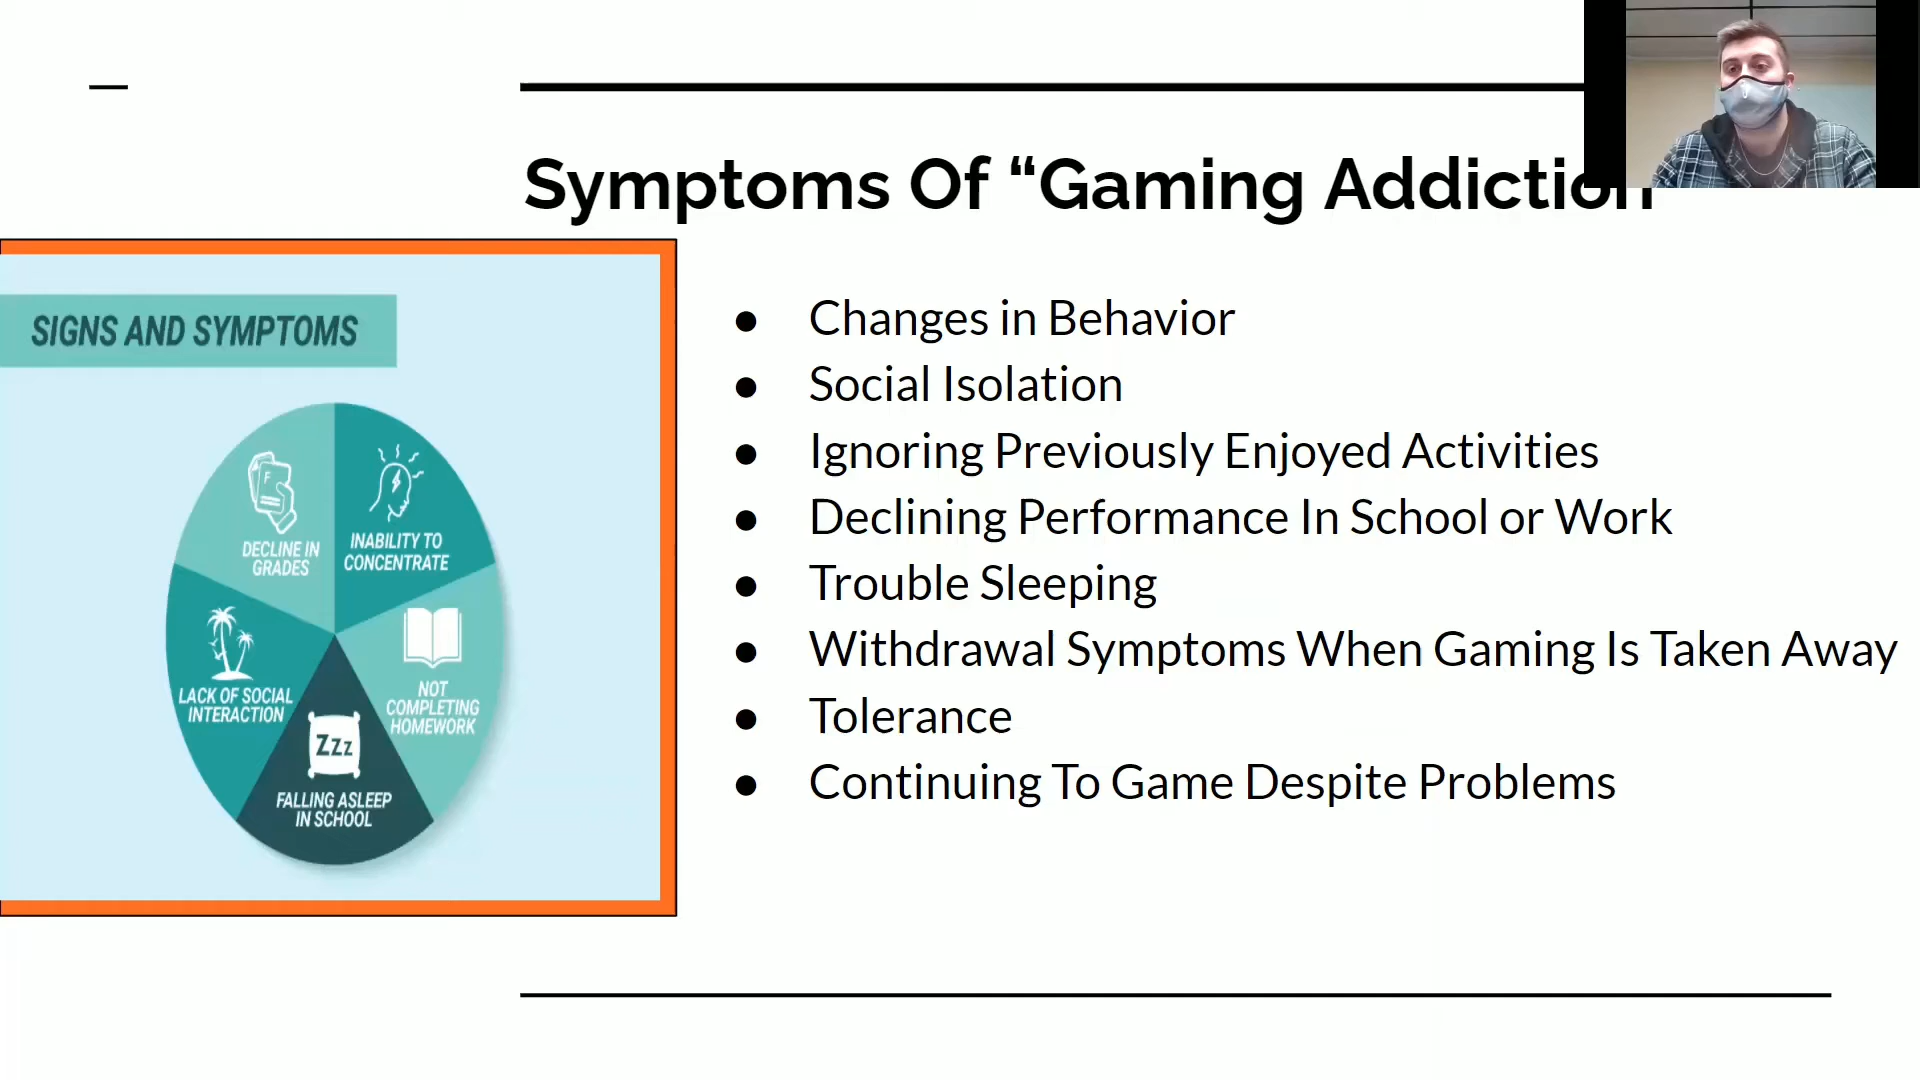 Symptoms Of “Gaming Addiction
SIGNS AND SYMPTOMS
DECLINE IN
GRADES
F
INABILITY TO
CONCENTRATE
LACK OF SOCIAL
INTERACTION
NOT
COMPLETING
HOMEWORK
Zzz
FALLING ASLEEP
IN SCHOOL
● Changes in Behavior
● Social Isolation
● Ignoring Previously Enjoyed Activities
● Declining Performance In School or Work
● Trouble Sleeping
● Withdrawal Symptoms When Gaming Is Taken Away
● Tolerance
● Continuing To Game Despite Problems